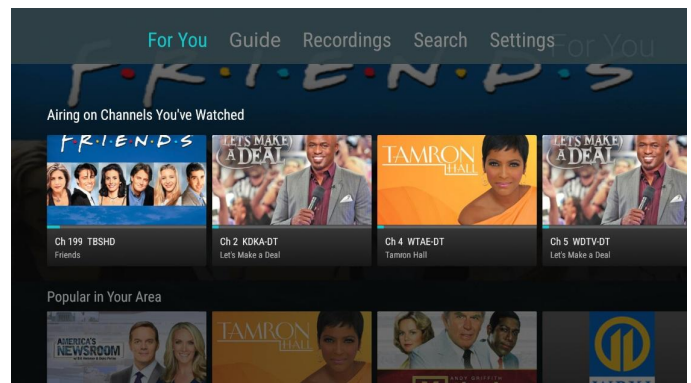 For You Guide Recordings Search Settings
For You
F·R·I·E·N·D·S
Airing on Channels You've Watched
F·R·I·E·N·D·S
LET'S MAKE
A DEAL
TAMRON
HALL
LET'S MAKE
A DEAL
Ch 199 TBSHD
Friends
Ch 2 KDKA-DT
Let's Make a Deal
Ch 4 WTAE-DT
Tamron Hall
Ch 5 WDTV-DT
Let's Make a Deal
Popular in Your Area
AMERICA'S
NEWSROOM
TAMRON
HALL
ANDY GRIFFITH